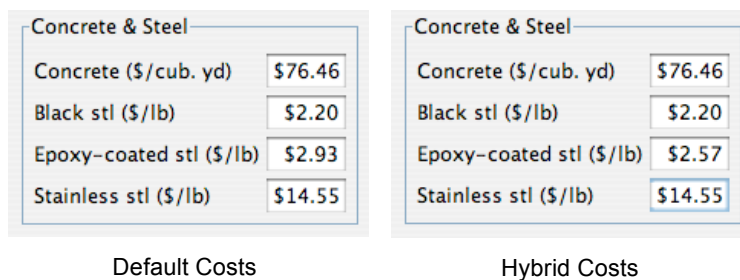 Concrete & Steel
Concrete ($/cub. yd) $76.46
Black stl ($/lb) $2.20
Epoxy-coated stl ($/lb) $2.93
Stainless stl ($/lb) $14.55
Default Costs
Concrete & Steel
Concrete ($/cub. yd) $76.46
Black stl ($/lb) $2.20
Epoxy-coated stl ($/lb) $2.57
Stainless stl ($/lb) $14.55
Hybrid Costs